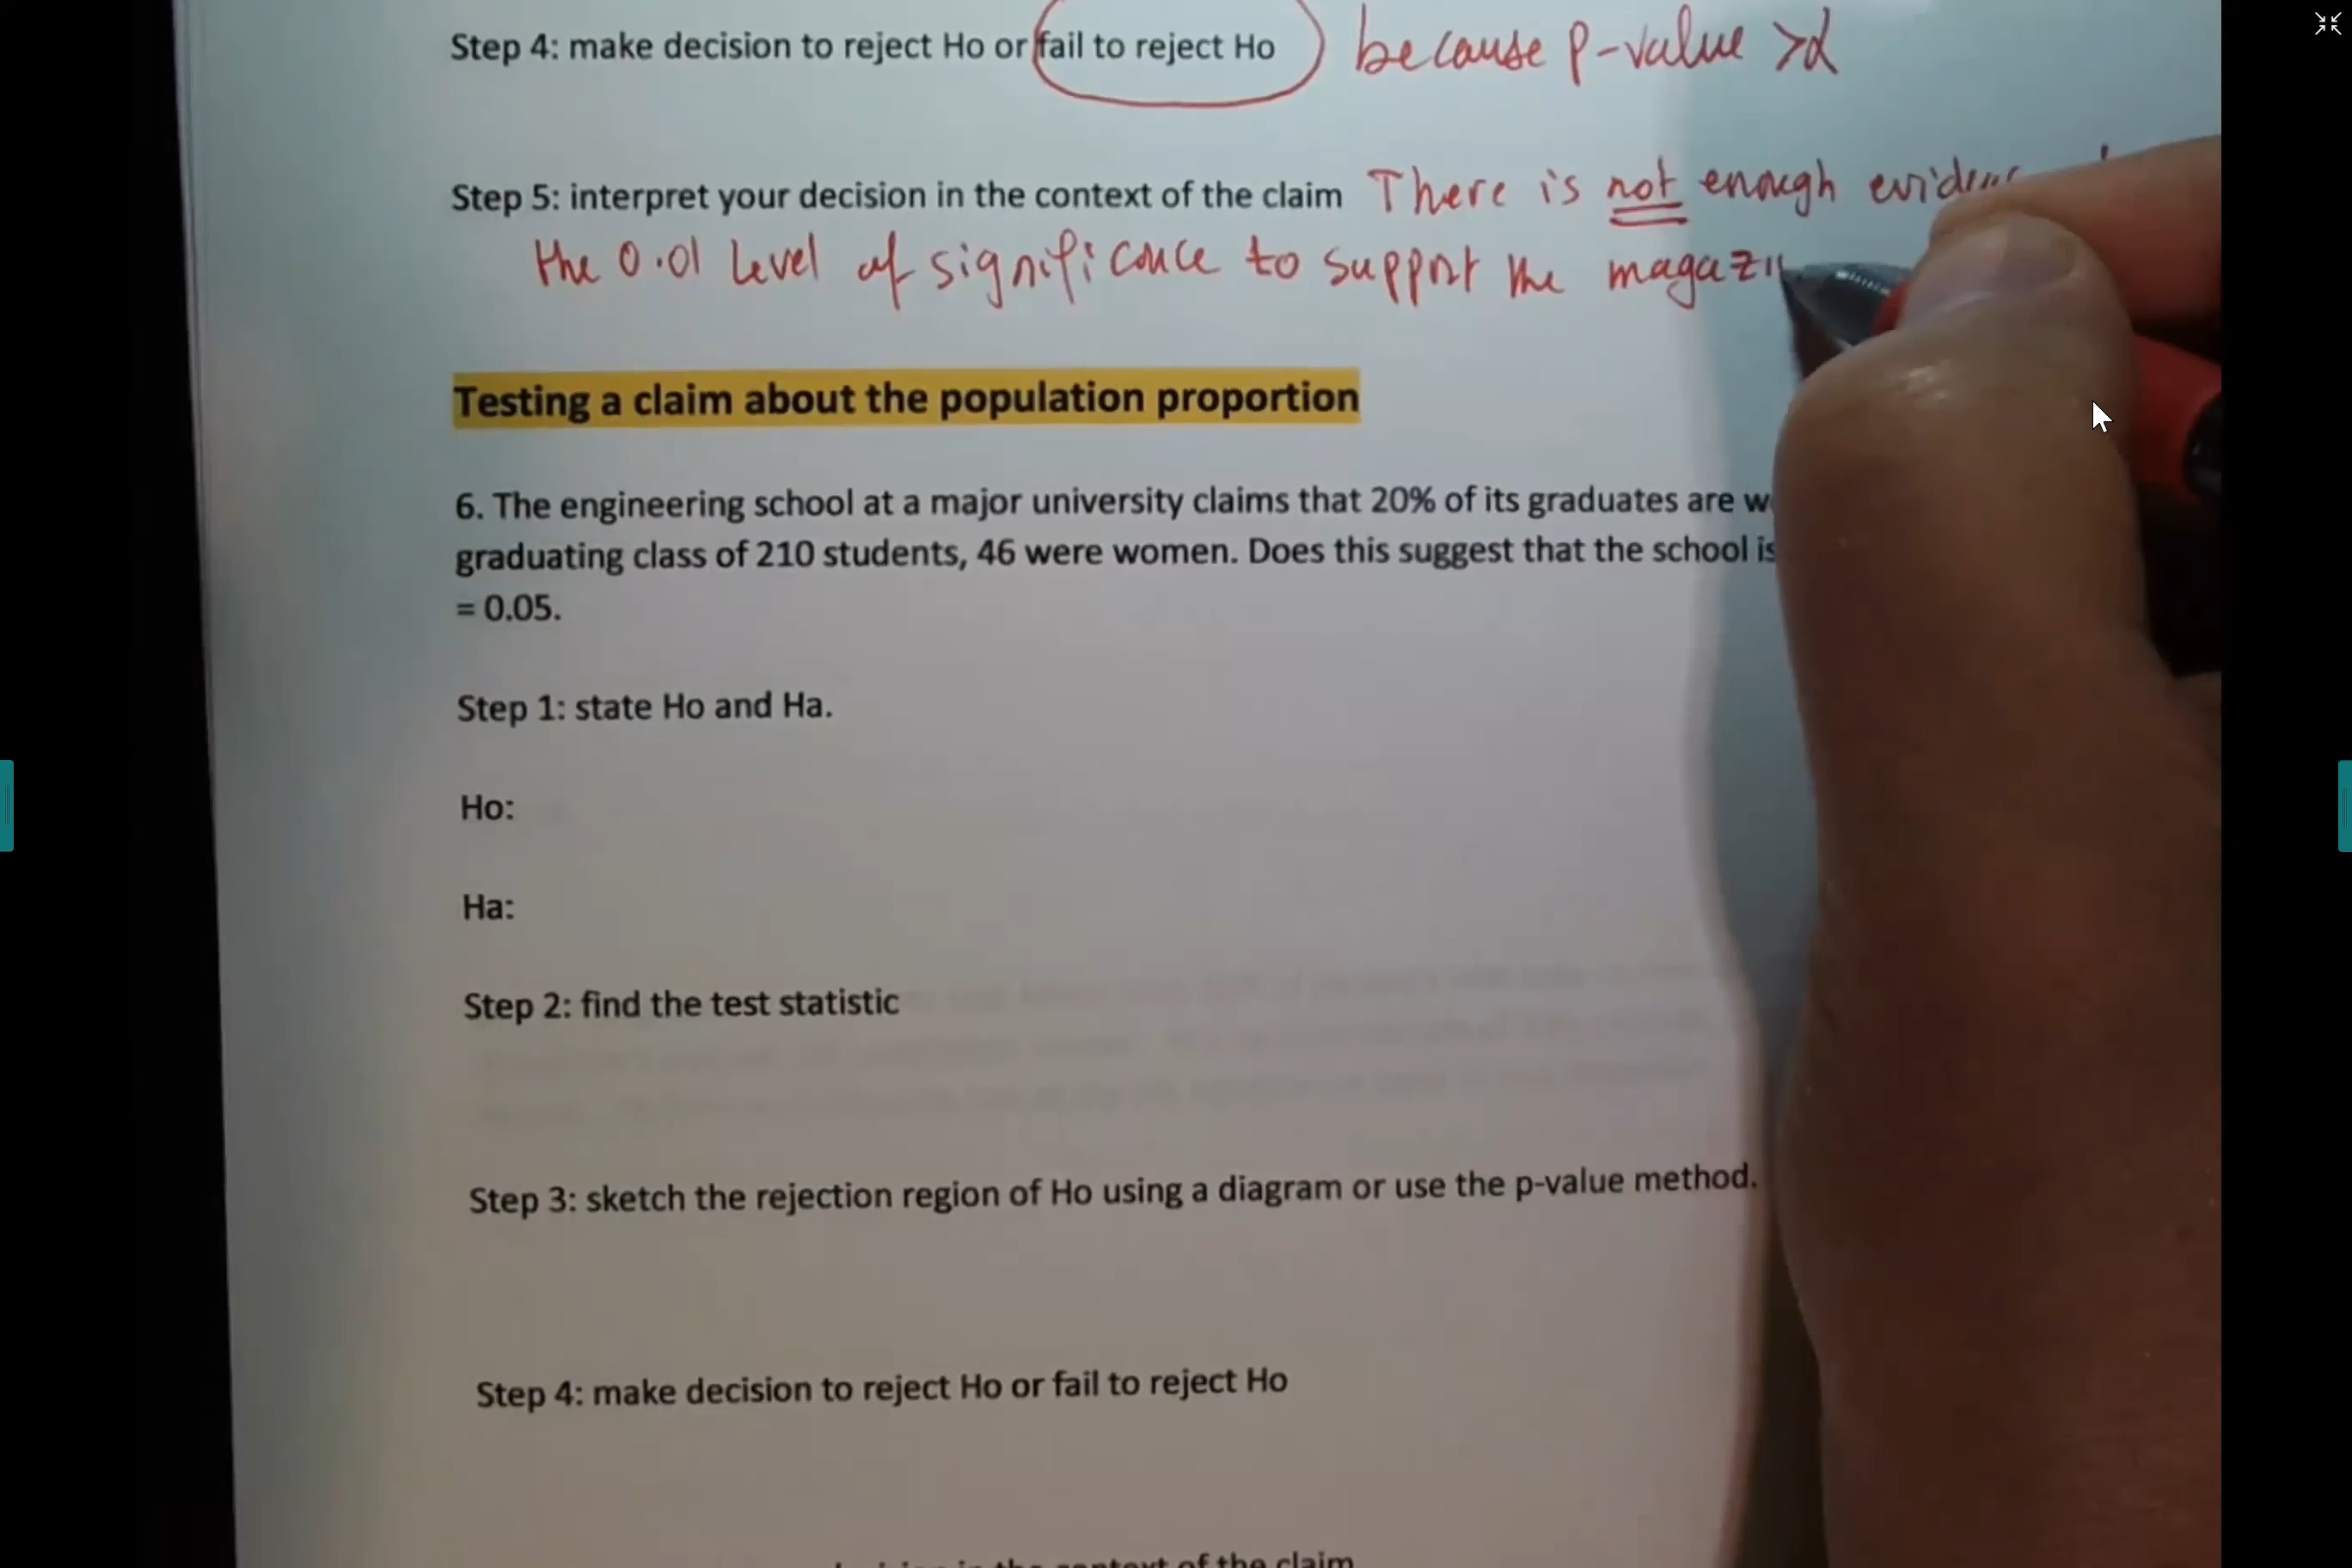 Step 4: make decision to reject Ho or fail to reject Ho because p-value > α
Step 5: interpret your decision in the context of the claim There is not enough
the 0.01 level of significance to support the
Testing a claim about the population proportion
6. The engineering school at a major university claims that 20% of its graduates are
graduating class of 210 students, 46 were women. Does this suggest that the school is
= 0.05.
Step 1: state Ho and Ha.
Ho:
Ha:
Step 2: find the test statistic
Step 3: sketch the rejection region of Ho using a diagram or use the p-value method.
Step 4: make decision to reject Ho or fail to reject Ho
in the context of the claim